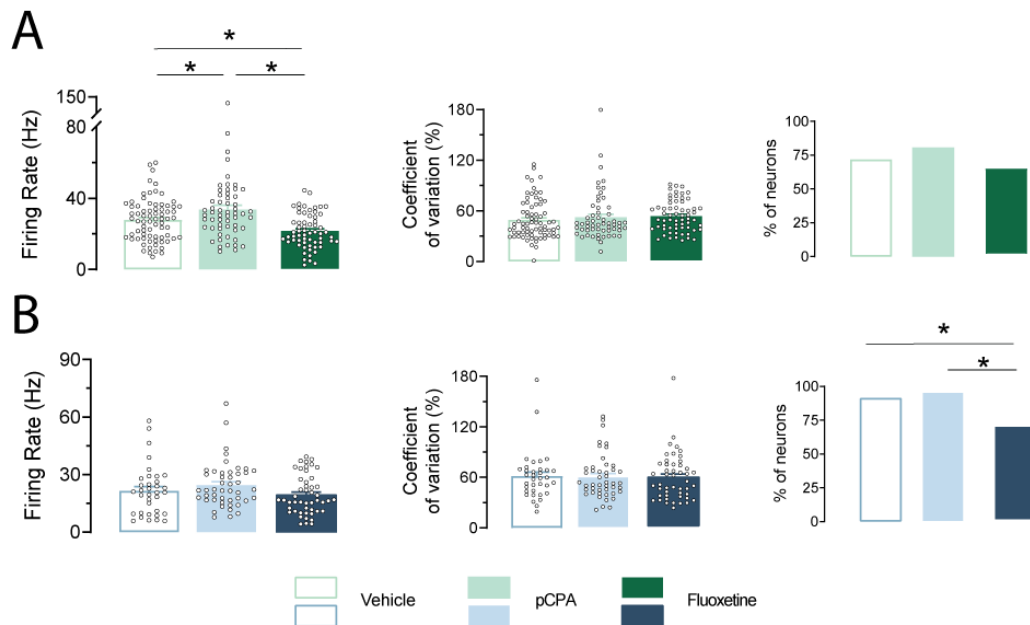 A
*
* *
Firing Rate (Hz)
150
80
40
0
Coefficient
of variation (%)
180
120
60
0
% of neurons
100
75
50
25
0
B
*
*
Firing Rate (Hz)
90
60
30
0
Coefficient
of variation (%)
180
120
60
0
% of neurons
100
75
50
25
0
Vehicle pCPA Fluoxetine